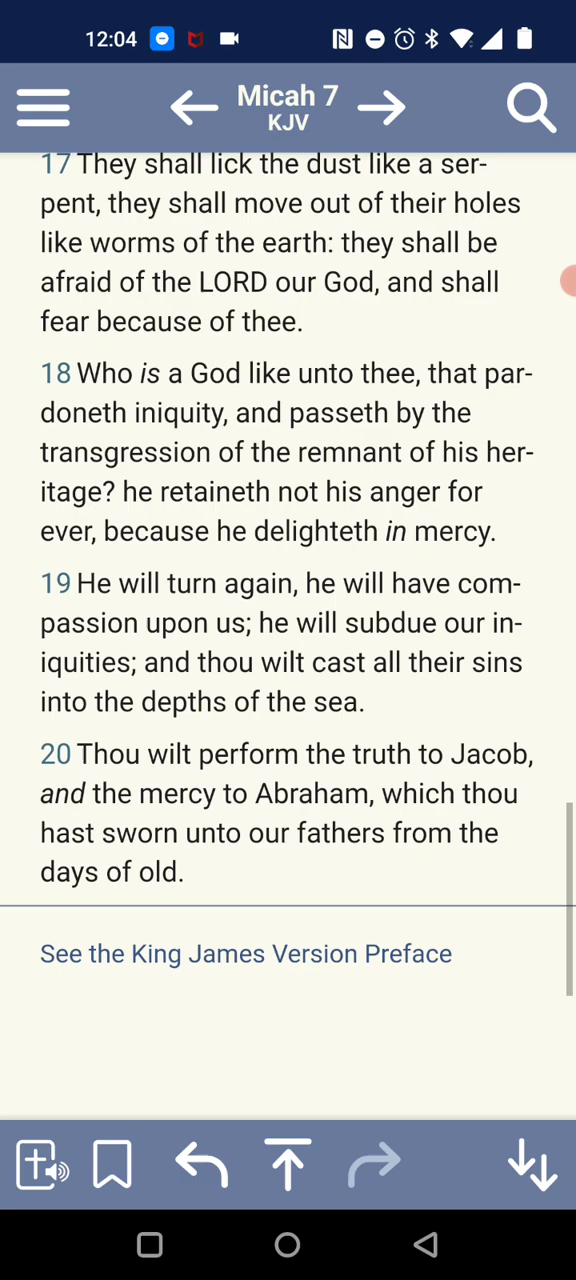 12:04
Micah 7
KJV
17 They shall lick the dust like a ser-
pent, they shall move out of their holes
like worms of the earth: they shall be
afraid of the LORD our God, and shall
fear because of thee.
18 Who is a God like unto thee, that par-
doneth iniquity, and passeth by the
transgression of the remnant of his her-
itage? he retaineth not his anger for
ever, because he delighteth in mercy.
19 He will turn again, he will have com-
passion upon us; he will subdue our in-
iquities; and thou wilt cast all their sins
into the depths of the sea.
20 Thou wilt perform the truth to Jacob,
and the mercy to Abraham, which thou
hast sworn unto our fathers from the
days of old.
See the King James Version Preface